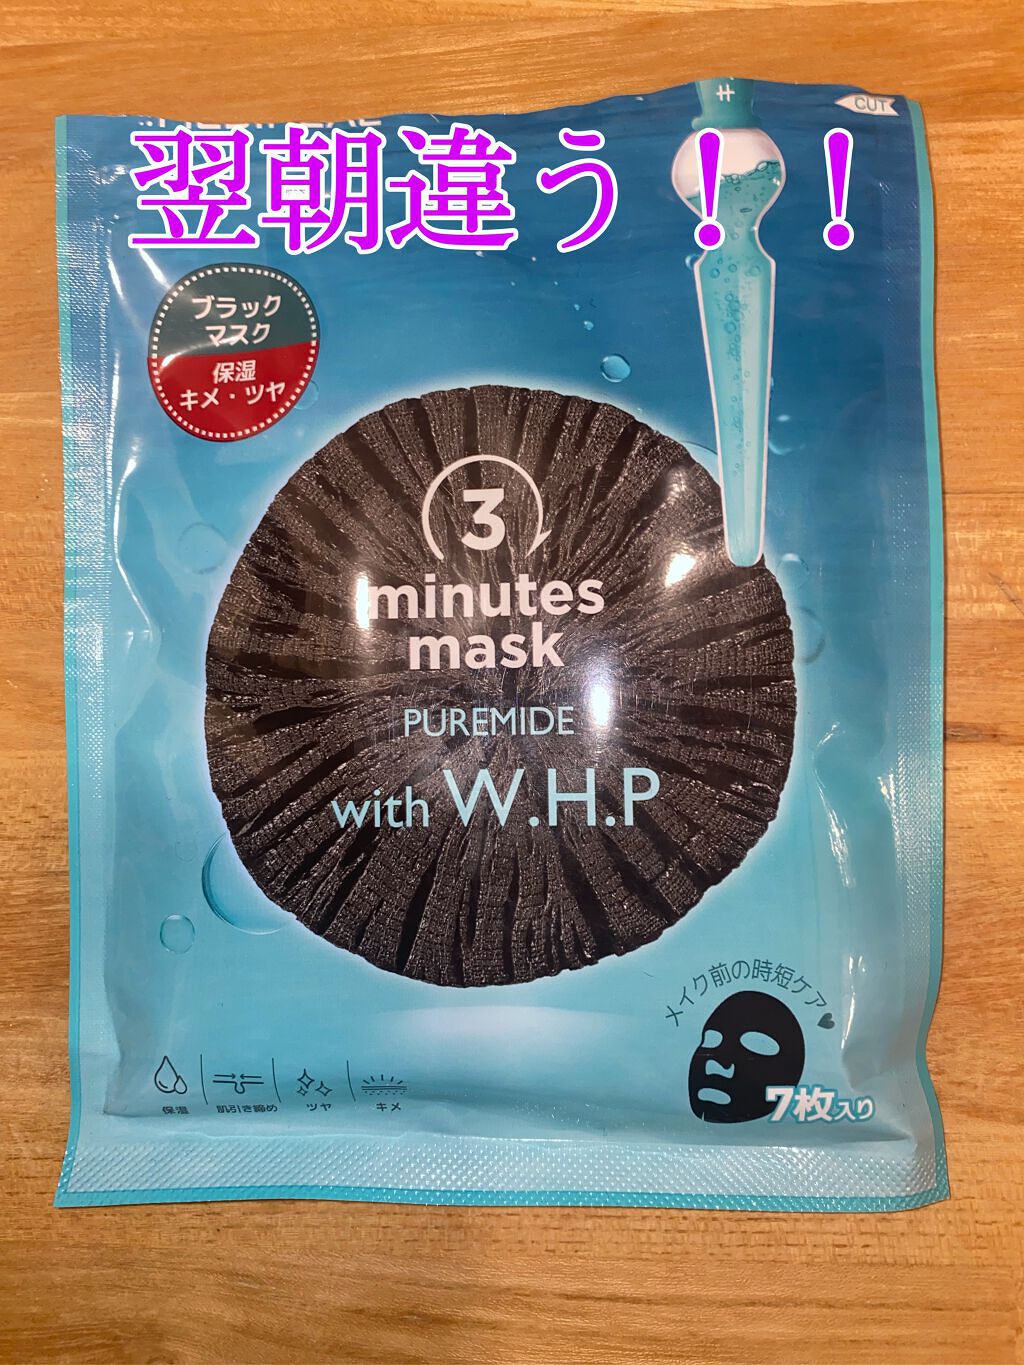 CUT
翌朝違う！！
ブラック
マスク
保湿
キメ・ツヤ
3
minutes
mask
PUREMIDE
with W.H.P
メイク前の時短ケア♥
7枚入り
保湿 肌引き締め ツヤ キメ